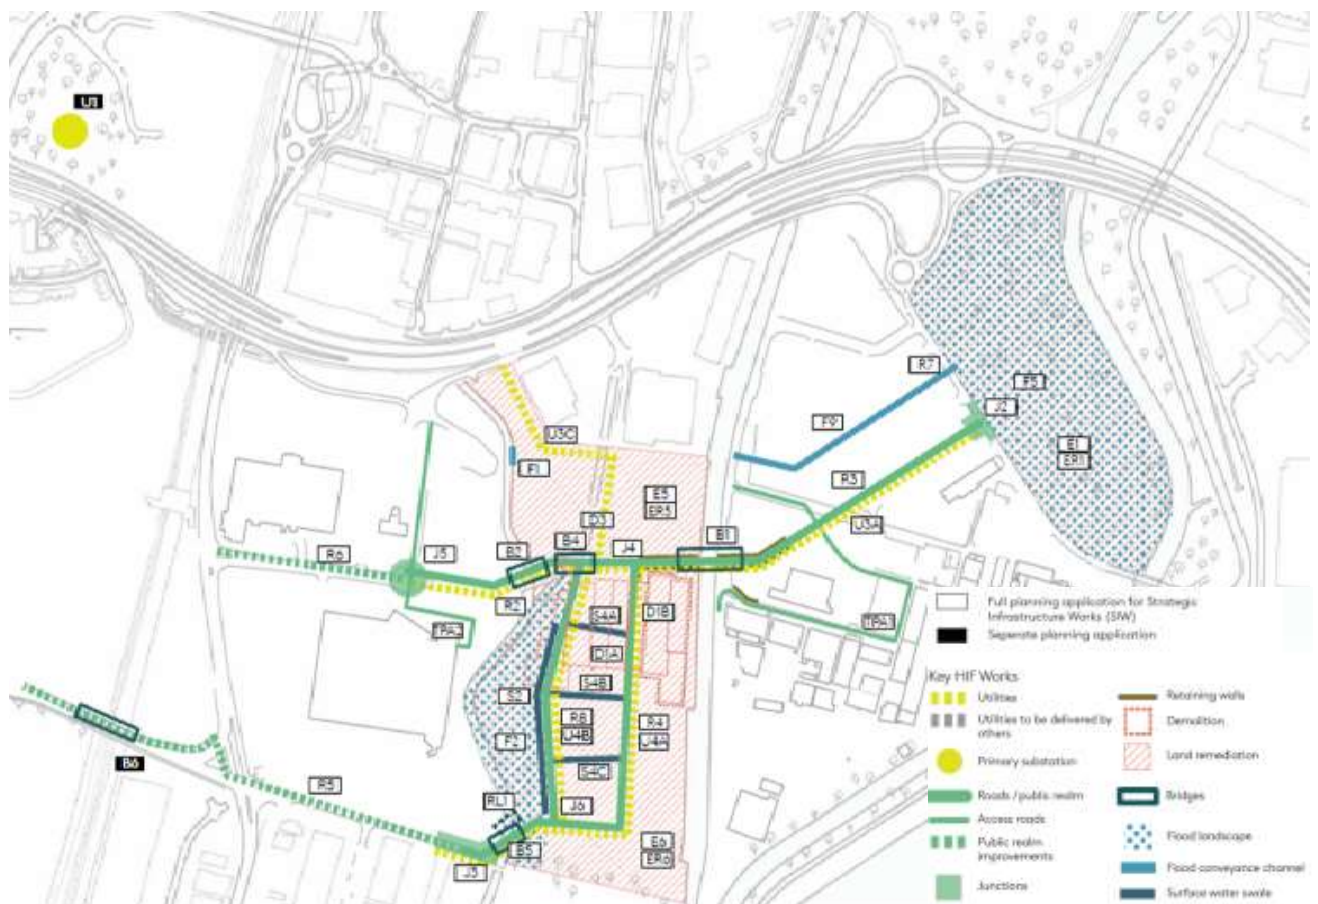 U1
R7
F5
J2
F9
U3C
E1
ER1
F1
R3
E5
ER5
U3A
D3
B1
B4
J4
R6
J5
B2
R2
S4A
D1B
TPA2
TPA1
D1A
S4B
S2
R8
R4
F2
U4B
U4A
S4C
B6
R5
RL1
J6
E6
B5
ER6
J3
Full planning application for Strategic
Infrastructure Works (SIW)
Seperate planning application
Key HIF Works
Utilities
Utilities to be delivered by
others
Primary substation
Roads / public realm
Access roads
Public realm
improvements
Junctions
Retaining walls
Demolition
Land remediation
Bridges
Flood landscape
Flood conveyance channel
Surface water swale